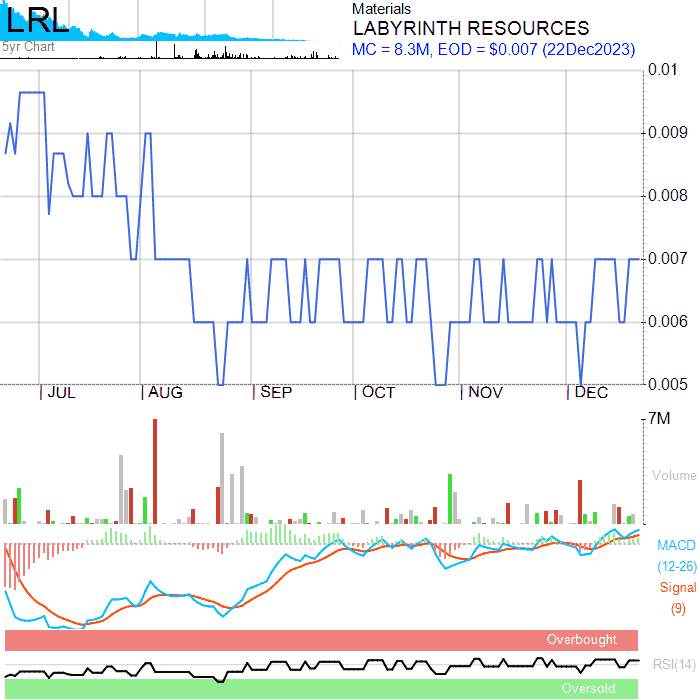 LRL
5yr Chart
Materials
LABYRINTH RESOURCES
MC = 8.3M, EOD = $0.007 (22Dec2023)
0.01
0.009
0.008
0.007
0.006
0.005
JUL AUG SEP OCT NOV DEC
7M
Volume
MACD
(12-26)
Signal
(9)
Overbought
RSI(14)
Oversold